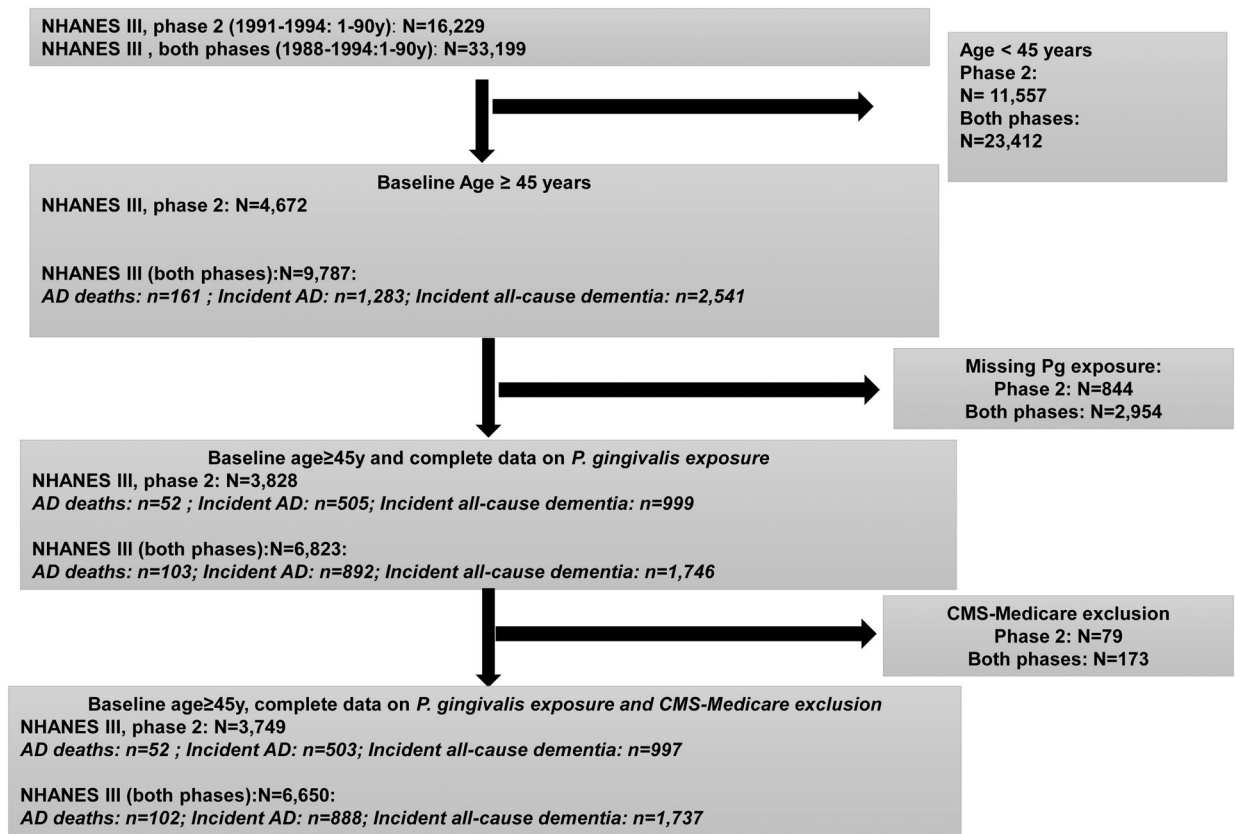 NHANES III, phase 2 (1991-1994: 1-90y): N=16,229
NHANES III , both phases (1988-1994:1-90y): N=33,199
Age < 45 years
Phase 2:
N= 11,557
Both phases:
N=23,412
Baseline Age ≥ 45 years
NHANES III, phase 2: N=4,672
NHANES III (both phases):N=9,787:
AD deaths: n=161 ; Incident AD: n=1,283; Incident all-cause dementia: n=2,541
Missing Pg exposure:
Phase 2: N=844
Both phases: N=2,954
Baseline age≥45y and complete data on P. gingivalis exposure
NHANES III, phase 2: N=3,828
AD deaths: n=52 ; Incident AD: n=505; Incident all-cause dementia: n=999
NHANES III (both phases):N=6,823:
AD deaths: n=103; Incident AD: n=892; Incident all-cause dementia: n=1,746
CMS-Medicare exclusion
Phase 2: N=79
Both phases: N=173
Baseline age≥45y, complete data on P. gingivalis exposure and CMS-Medicare exclusion
NHANES III, phase 2: N=3,749
AD deaths: n=52 ; Incident AD: n=503; Incident all-cause dementia: n=997
NHANES III (both phases):N=6,650:
AD deaths: n=102; Incident AD: n=888; Incident all-cause dementia: n=1,737